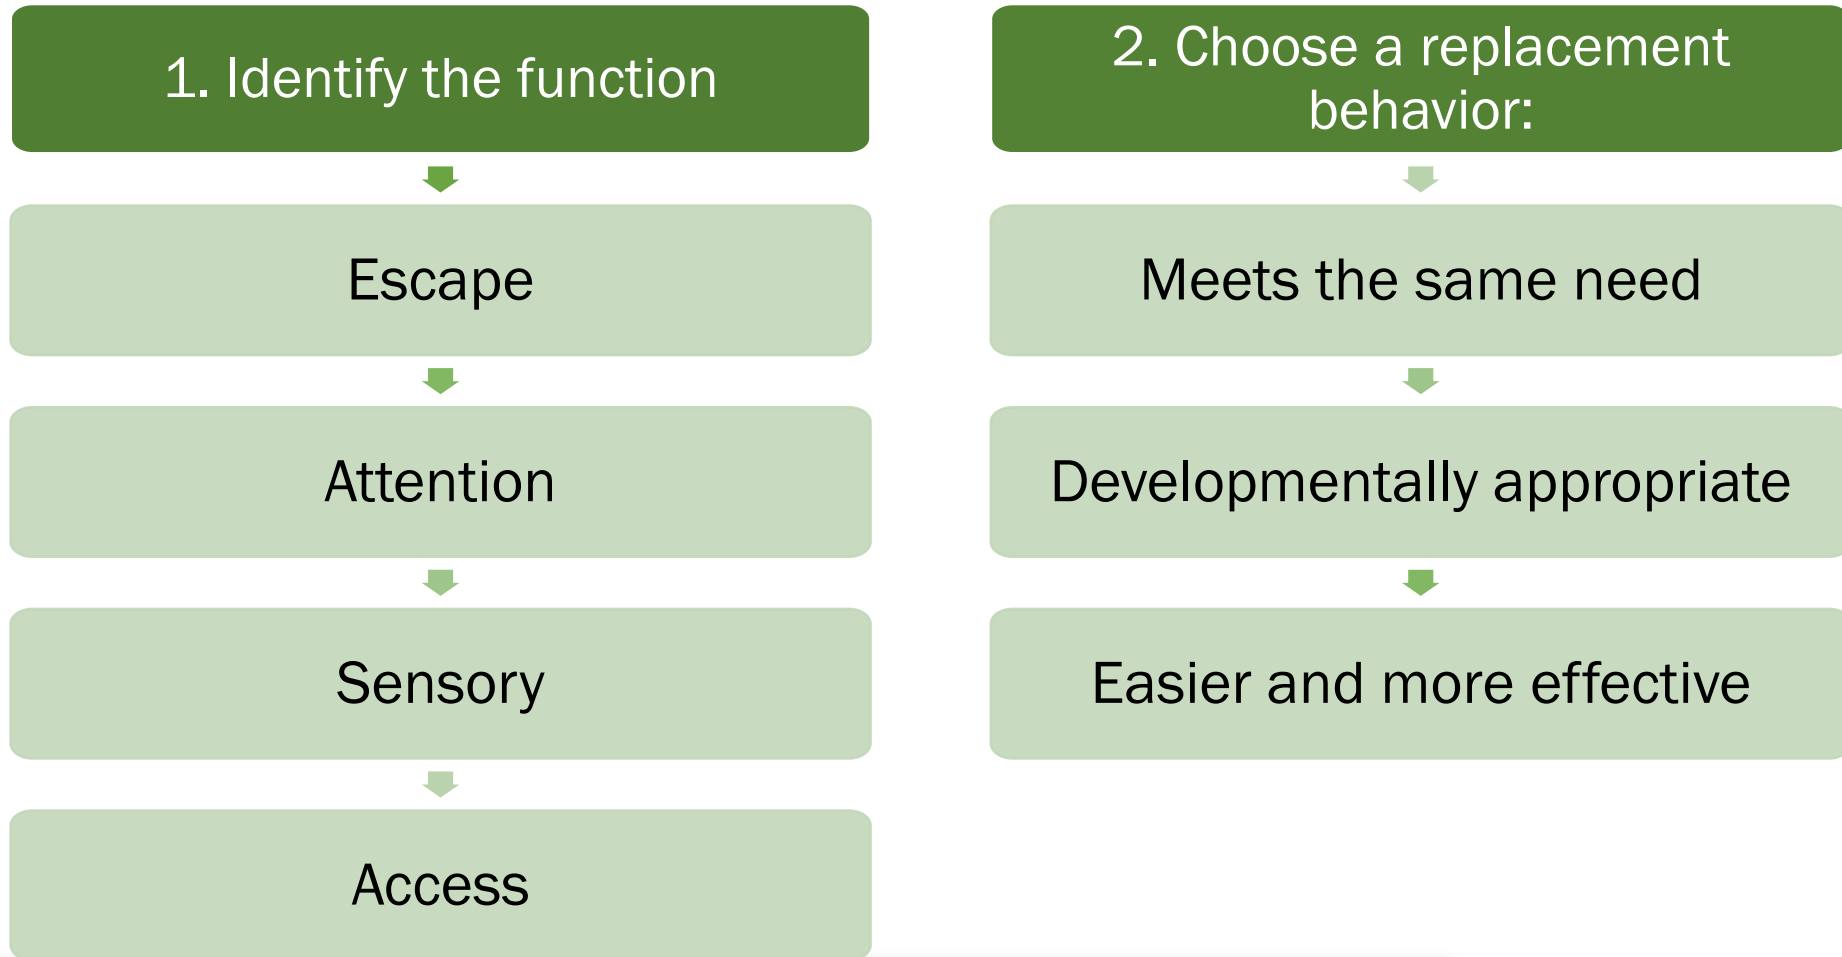 1. Identify the function
Escape
Attention
Sensory
Access
2. Choose a replacement
behavior:
Meets the same need
Developmentally appropriate
Easier and more effective